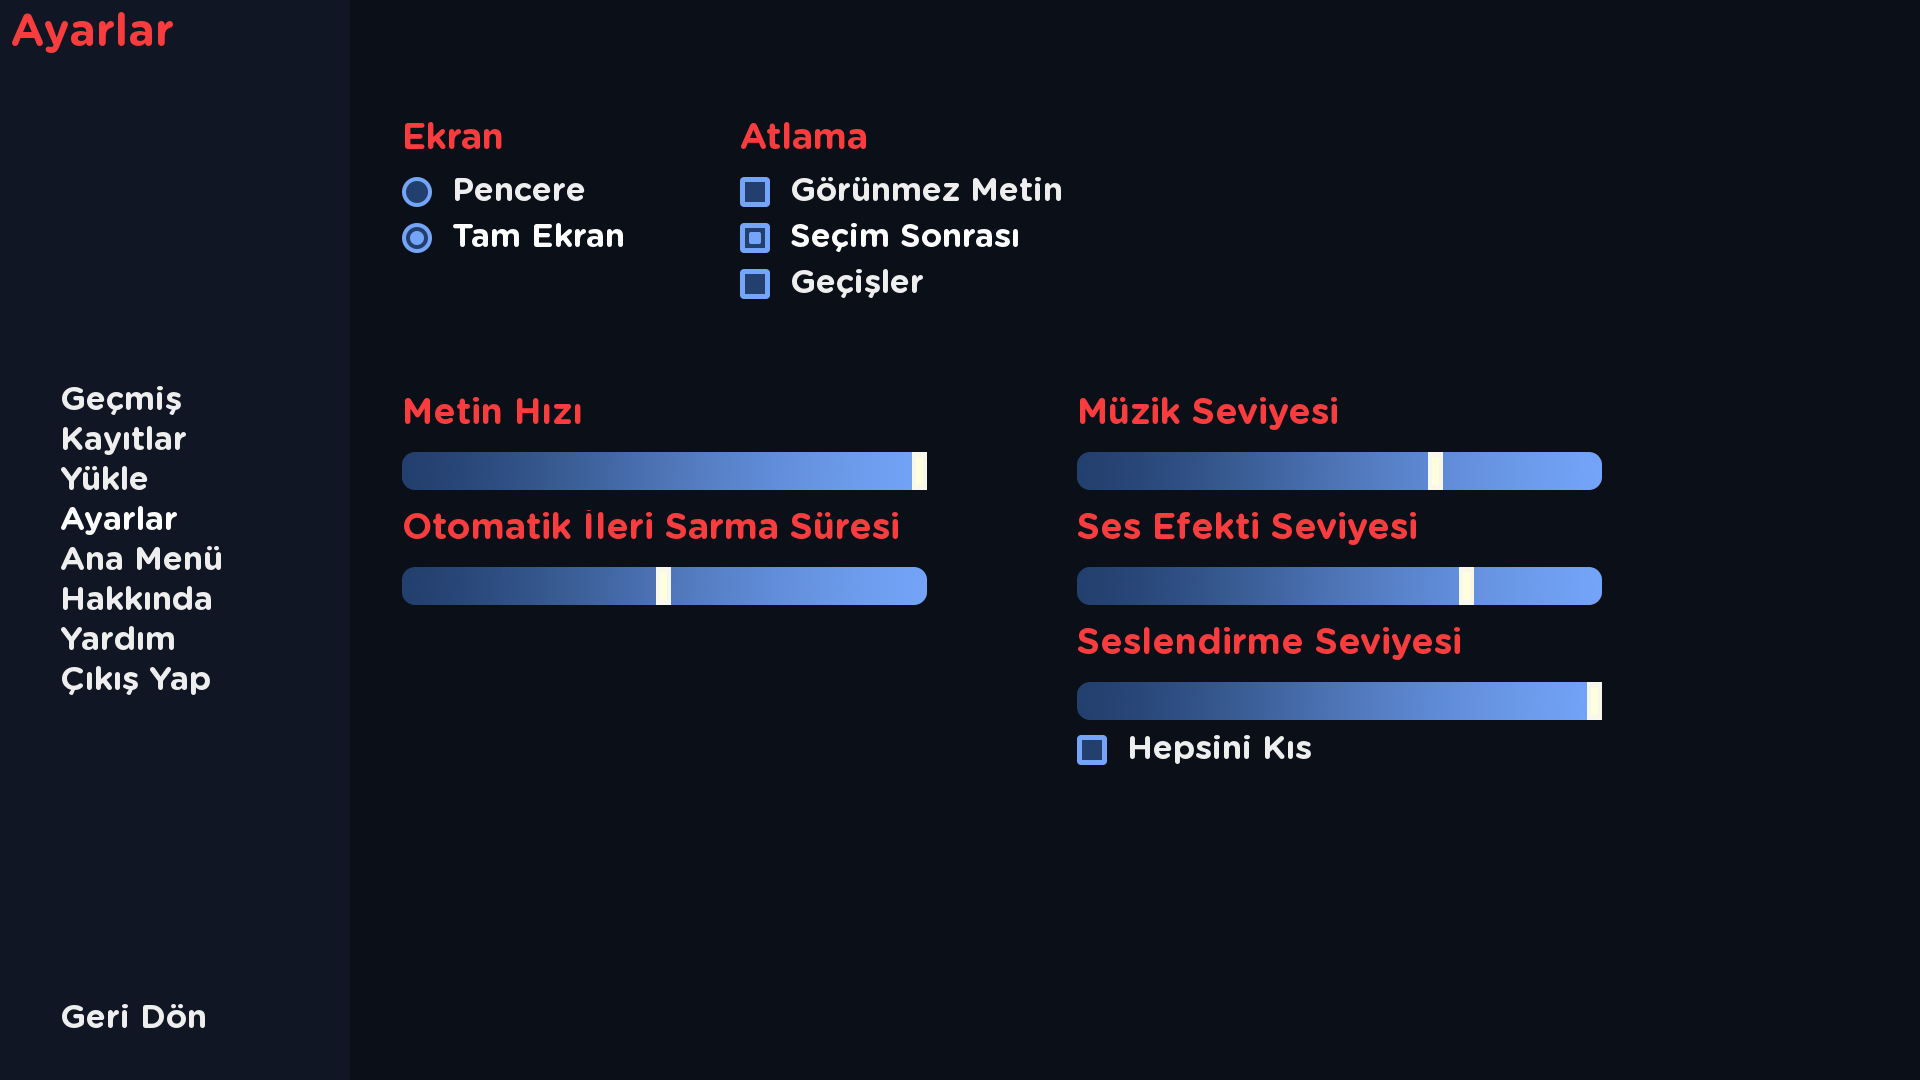 Ayarlar
Geçmiş
Kayıtlar
Yükle
Ayarlar
Ana Menü
Hakkında
Yardım
Çıkış Yap
Geri Dön
Ekran
Pencere
Tam Ekran
Atlama
Görünmez Metin
Seçim Sonrası
Geçişler
Metin Hızı
Otomatik İleri Sarma Süresi
Müzik Seviyesi
Ses Efekti Seviyesi
Seslendirme Seviyesi
Hepsini Kıs